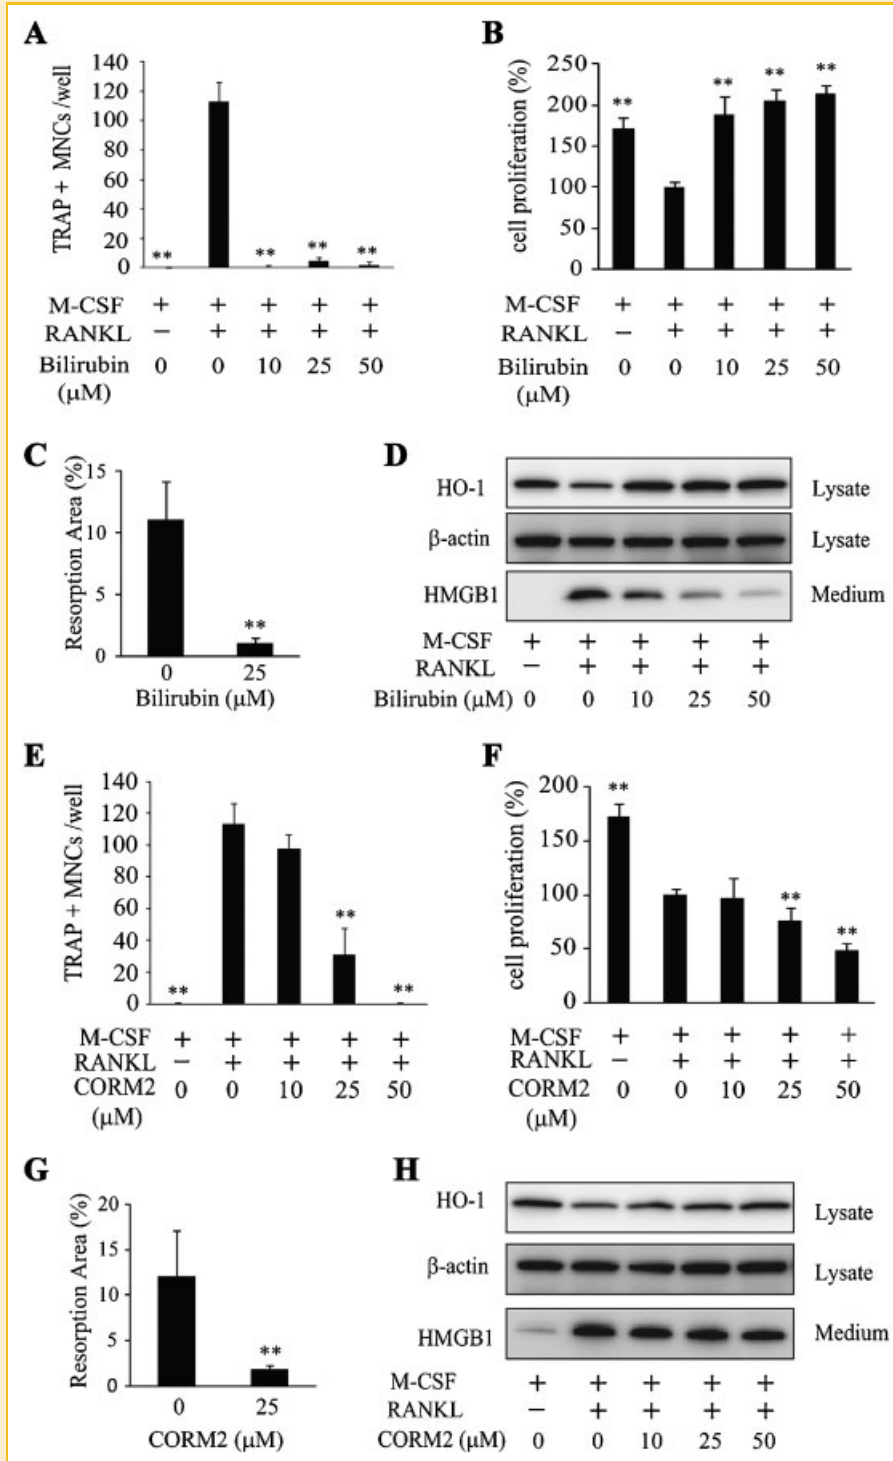 A
TRAP + MNCs /well
140
120
100
80
60
40
20
0
** ** ** **
M-CSF + + + + +
RANKL − + + + +
Bilirubin 0 0 10 25 50
(μM)
B
cell proliferation (%)
250
200
150
100
50
0
** ** ** **
M-CSF + + + + +
RANKL − + + + +
Bilirubin 0 0 10 25 50
(μM)
C
Resorption Area (%)
15
10
5
0
**
0 25
Bilirubin (μM)
D
HO-1 Lysate
β-actin Lysate
HMGB1 Medium
M-CSF + + + + +
RANKL − + + + +
Bilirubin (μM) 0 0 10 25 50
E
TRAP + MNCs /well
140
120
100
80
60
40
20
0
** ** **
M-CSF + + + + +
RANKL − + + + +
CORM2 0 0 10 25 50
(μM)
F
cell proliferation (%)
200
150
100
50
0
** ** **
M-CSF + + + + +
RANKL − + + + +
CORM2 0 0 10 25 50
(μM)
G
Resorption Area (%)
20
15
10
5
0
**
0 25
CORM2 (μM)
H
HO-1 Lysate
β-actin Lysate
HMGB1 Medium
M-CSF + + + + +
RANKL − + + + +
CORM2 (μM) 0 0 10 25 50